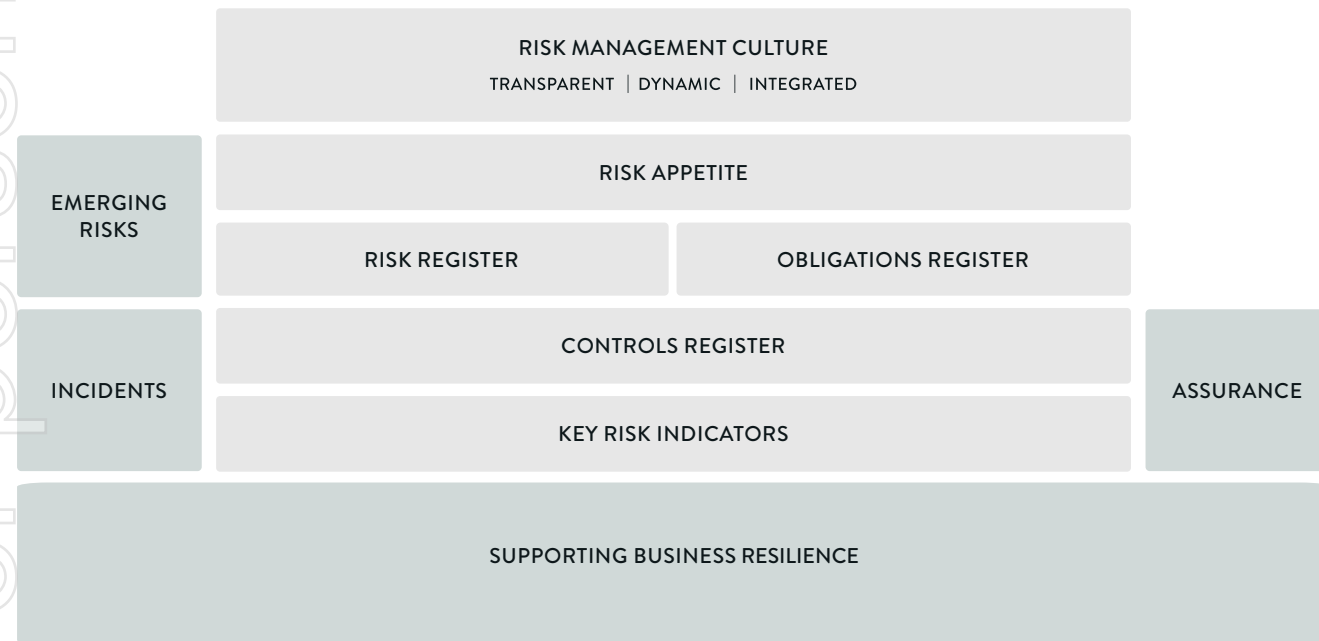 RISK MANAGEMENT CULTURE
TRANSPARENT | DYNAMIC | INTEGRATED
EMERGING
RISKS
RISK APPETITE
RISK REGISTER
OBLIGATIONS REGISTER
INCIDENTS
CONTROLS REGISTER
KEY RISK INDICATORS
ASSURANCE
SUPPORTING BUSINESS RESILIENCE